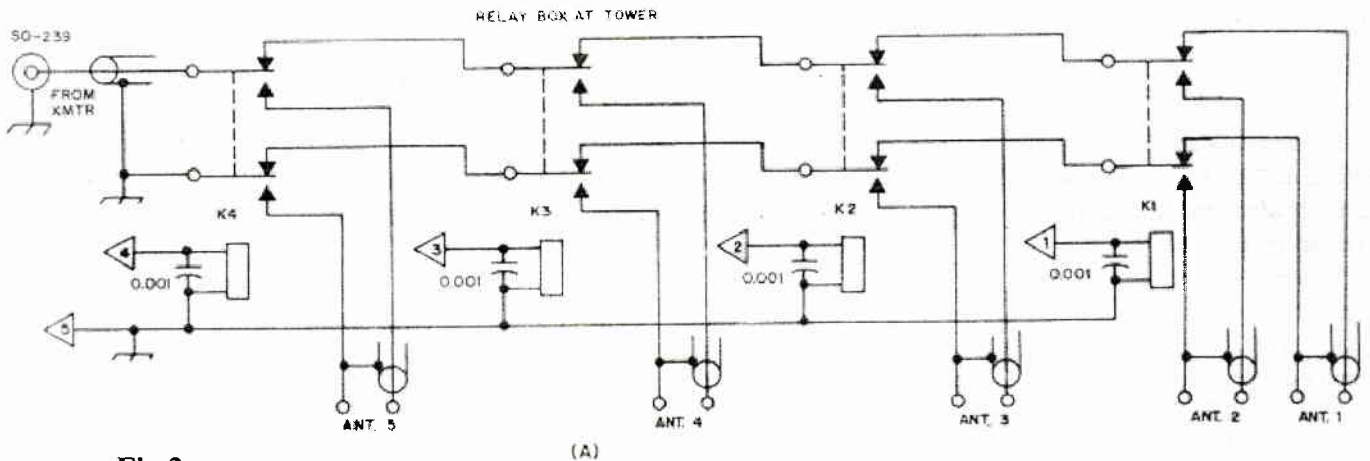 RELAY BOX AT TOWER
SO-239
FROM
XMTR
K4
K3
K2
K1
4
3
2
1
0.001
0.001
0.001
0.001
5
ANT. 5
ANT. 4
ANT. 3
ANT. 2
ANT. 1
(A)